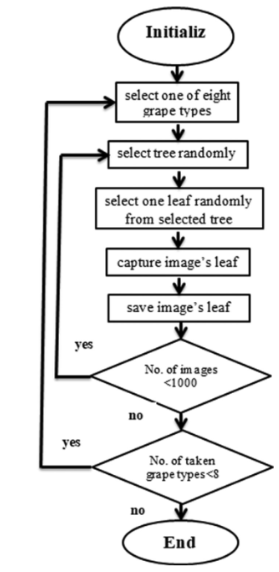 Initializ
select one of eight
grape types
select tree randomly
select one leaf randomly
from selected tree
capture image's leaf
save image's leaf
yes
No. of images
<1000
no
yes
No. of taken
grape types<8
no
End